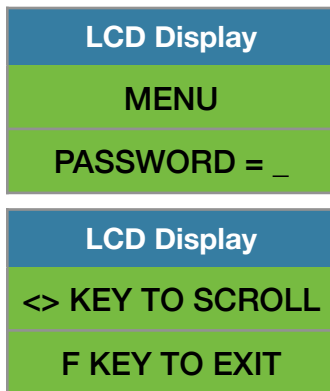 LCD Display
MENU
PASSWORD = _
LCD Display
<> KEY TO SCROLL
F KEY TO EXIT